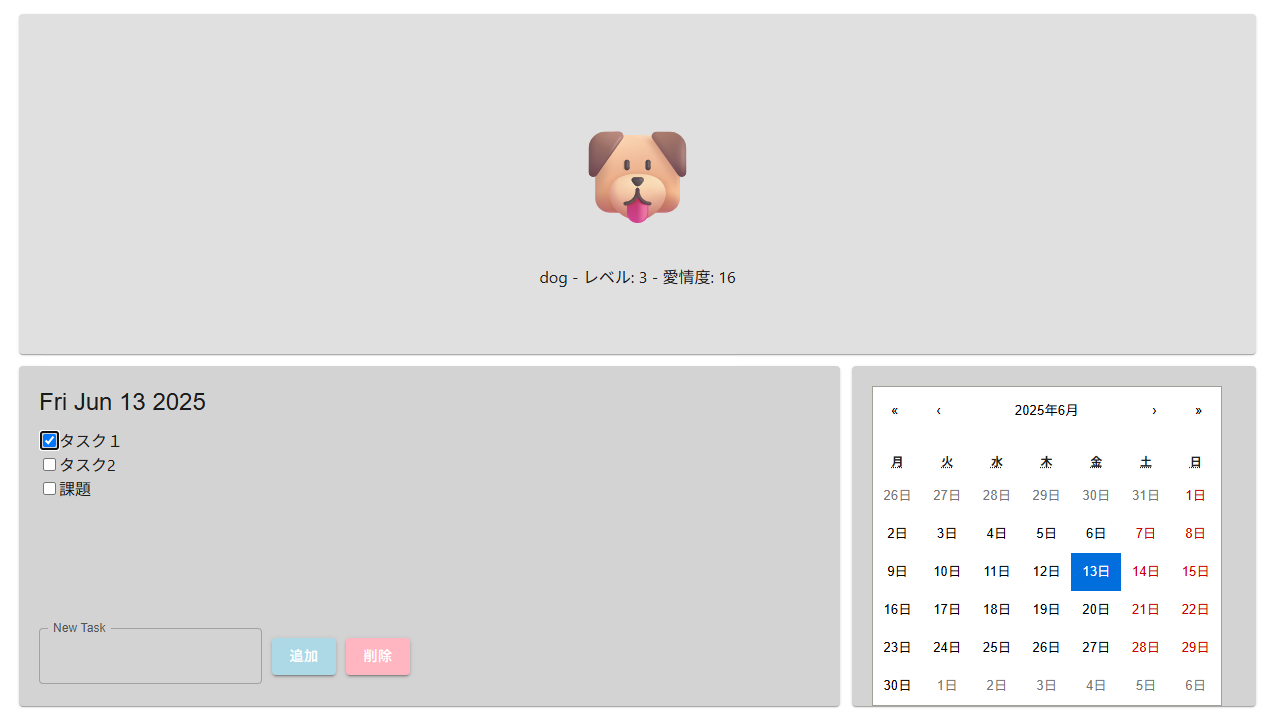 dog - レベル: 3 - 愛情度: 16
Fri Jun 13 2025
タスク１
タスク2
課題
New Task
追加 削除
« ‹ 2025年6月 › »
月 火 水 木 金 土 日
26日 27日 28日 29日 30日 31日 1日
2日 3日 4日 5日 6日 7日 8日
9日 10日 11日 12日 13日 14日 15日
16日 17日 18日 19日 20日 21日 22日
23日 24日 25日 26日 27日 28日 29日
30日 1日 2日 3日 4日 5日 6日